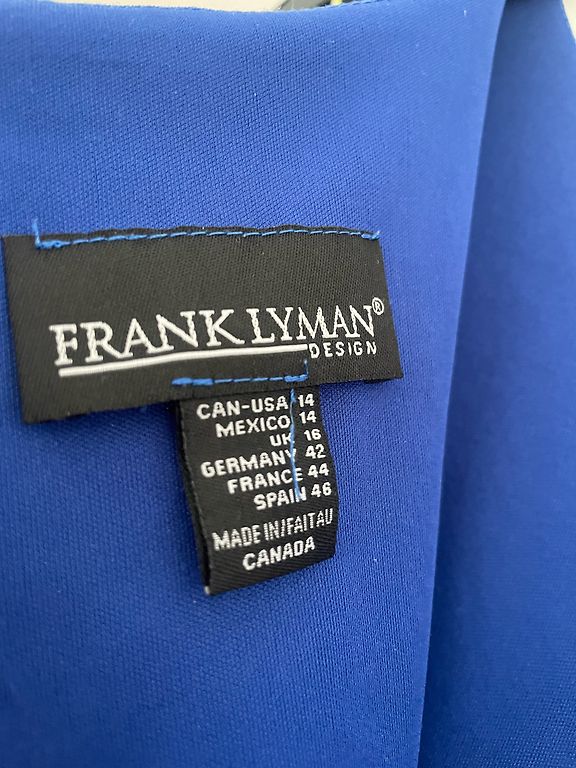 FRANK LYMAN®
DESIGN
CAN-USA 14
MEXICO 14
UK 16
GERMANY 42
FRANCE 44
SPAIN 46
MADE IN/FAIT AU
CANADA